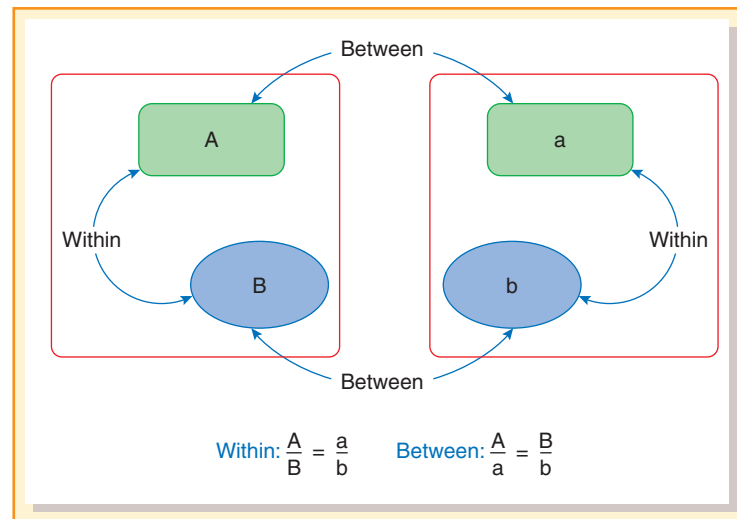 Between
A
a
Within
Within
B
b
Between
Within: A/B = a/b Between: A/a = B/b